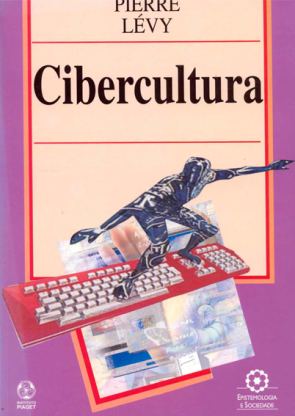 PIERRE
LÉVY
Cibercultura
INSTITUTO
PIAGET
EPISTEMOLOGIA
E SOCIEDADE